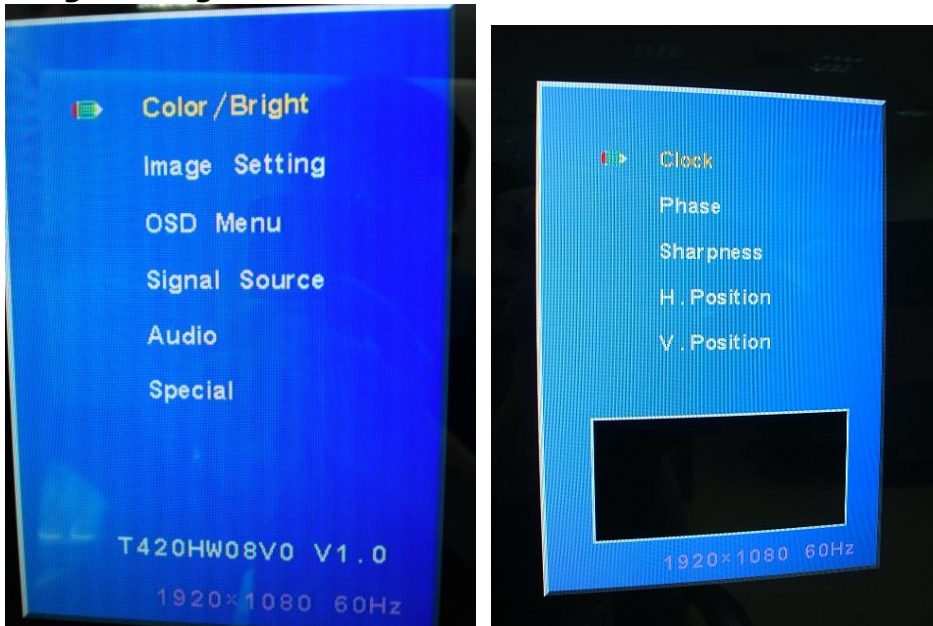 Color/Bright
Image Setting
OSD Menu
Signal Source
Audio
Special
T420HW08V0 V1.0
1920×1080 60Hz
Clock
Phase
Sharpness
H.Position
V.Position
1920×1080 60Hz